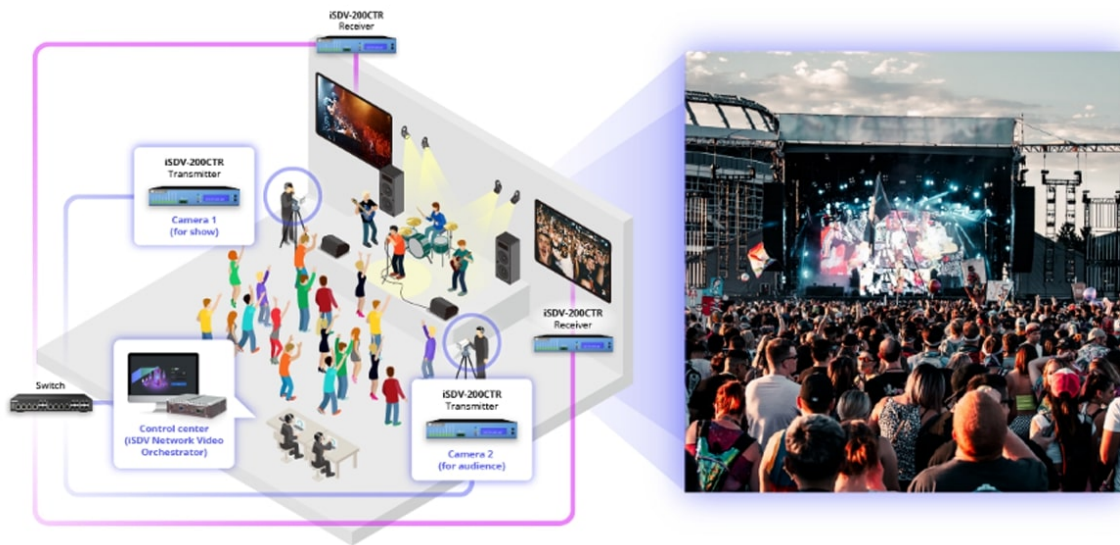 iSDV-200CTR
Receiver
iSDV-200CTR
Transmitter
Camera 1
(for show)
iSDV-200CTR
Receiver
Switch
Control center
(iSDV Network Video
Orchestrator)
iSDV-200CTR
Transmitter
Camera 2
(for audience)